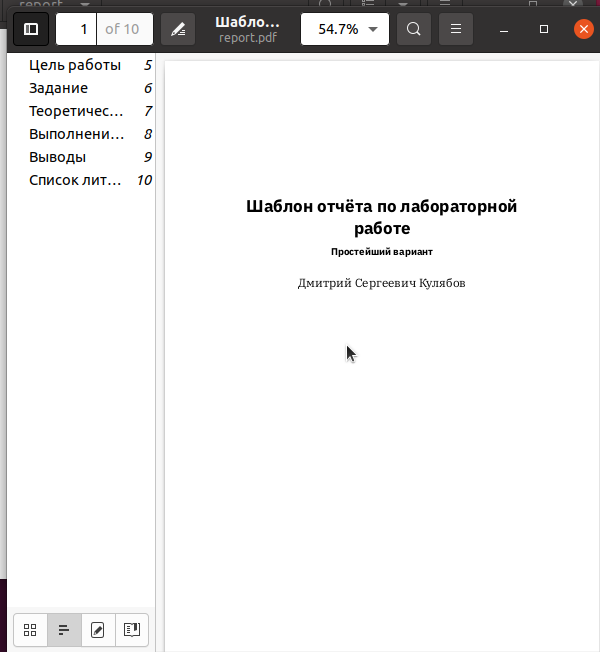 report
1 of 10
Шабло...
report.pdf
54.7%
Цель работы 5
Задание 6
Теоретичес... 7
Выполнени... 8
Выводы 9
Список лит... 10
Шаблон отчёта по лабораторной
работе
Простейший вариант
Дмитрий Сергеевич Кулябов